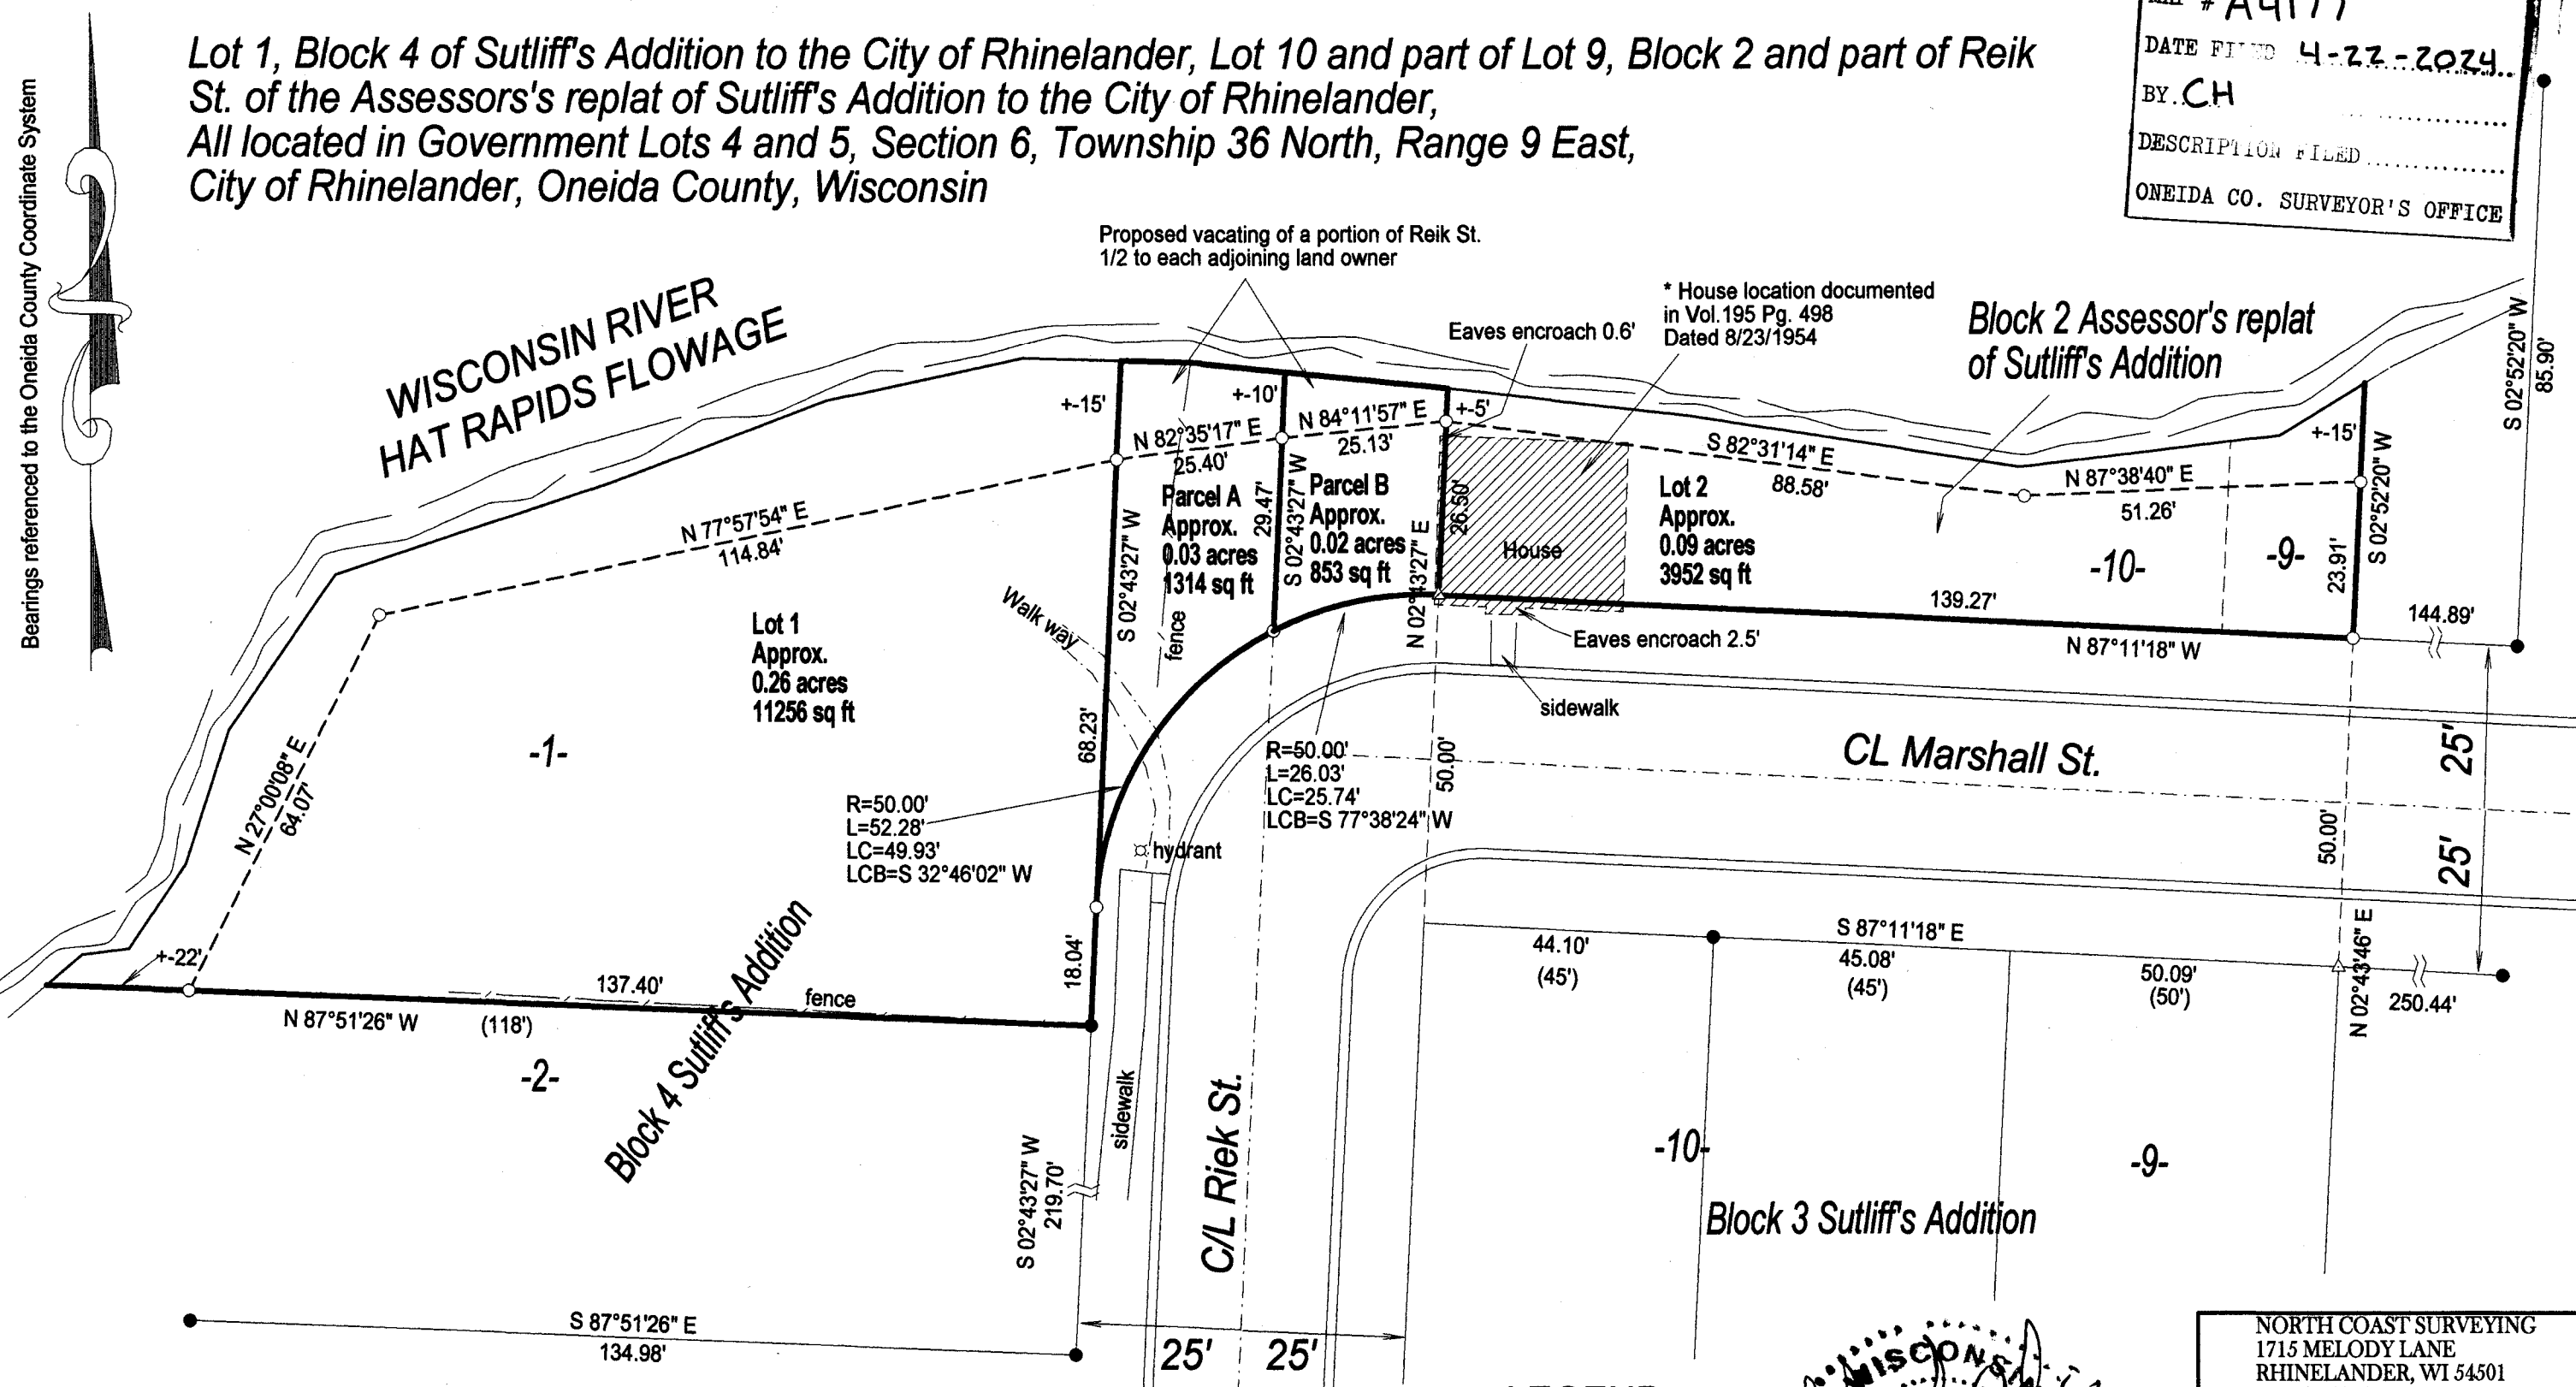 Lot 1, Block 4 of Sutliff's Addition to the City of Rhinelander, Lot 10 and part of Lot 9, Block 2 and part of Reik
St. of the Assessors's replat of Sutliff's Addition to the City of Rhinelander,
All located in Government Lots 4 and 5, Section 6, Township 36 North, Range 9 East,
City of Rhinelander, Oneida County, Wisconsin
# A4177
DATE FILED 4-22-2024
BY. CH
DESCRIPTION FILED
ONEIDA CO. SURVEYOR'S OFFICE
Bearings referenced to the Oneida County Coordinate System
Proposed vacating of a portion of Reik St.
1/2 to each adjoining land owner
* House location documented
in Vol.195 Pg. 498
Dated 8/23/1954
Eaves encroach 0.6'
Block 2 Assessor's replat
of Sutliff's Addition
S 02°52'20" W
85.90'
WISCONSIN RIVER
HAT RAPIDS FLOWAGE
+-15'
+-10'
+-5'
+-15'
N 82°35'17" E
25.40'
N 84°11'57" E
25.13'
S 82°31'14" E
88.58'
N 87°38'40" E
51.26'
N 77°57'54" E
114.84'
S 02°43'27" W
68.23'
Parcel A
Approx.
0.03 acres
1314 sq ft
29.47'
S 02°43'27" W
Parcel B
Approx.
0.02 acres
853 sq ft
N 02°43'27" E
26.50'
House
Lot 2
Approx.
0.09 acres
3952 sq ft
-10-
-9-
23.91'
S 02°52'20" W
139.27'
N 87°11'18" W
144.89'
Walk way
fence
Eaves encroach 2.5'
sidewalk
Lot 1
Approx.
0.26 acres
11256 sq ft
-1-
N 27°00'08" E
64.07'
R=50.00'
L=52.28'
LC=49.93'
LCB=S 32°46'02" W
R=50.00'
L=26.03'
LC=25.74'
LCB=S 77°38'24" W
50.00'
CL Marshall St.
25'
25'
50.00'
hydrant
+-22'
137.40'
fence
N 87°51'26" W
(118')
18.04'
-2-
Block 4 Sutliff's Addition
44.10'
(45')
S 87°11'18" E
45.08'
(45')
50.09'
(50')
N 02°43'46" E
250.44'
sidewalk
S 02°43'27" W
219.70'
C/L Riek St.
-10-
-9-
Block 3 Sutliff's Addition
S 87°51'26" E
134.98'
25'
25'
WISCONS
NORTH COAST SURVEYING
1715 MELODY LANE
RHINELANDER, WI 54501